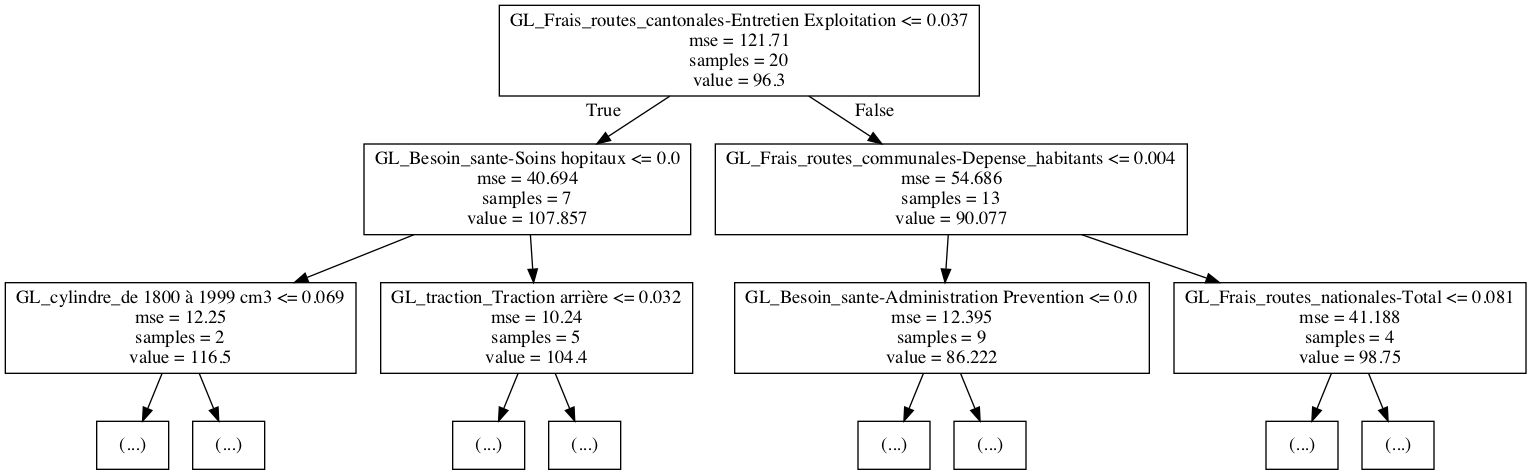 GL_Frais_routes_cantonales-Entretien Exploitation <= 0.037
mse = 121.71
samples = 20
value = 96.3
True
False
GL_Besoin_sante-Soins hopitaux <= 0.0
mse = 40.694
samples = 7
value = 107.857
GL_Frais_routes_communales-Depense_habitants <= 0.004
mse = 54.686
samples = 13
value = 90.077
GL_cylindre_de 1800 à 1999 cm3 <= 0.069
mse = 12.25
samples = 2
value = 116.5
GL_traction_Traction arrière <= 0.032
mse = 10.24
samples = 5
value = 104.4
GL_Besoin_sante-Administration Prevention <= 0.0
mse = 12.395
samples = 9
value = 86.222
GL_Frais_routes_nationales-Total <= 0.081
mse = 41.188
samples = 4
value = 98.75
(...)
(...)
(...)
(...)
(...)
(...)
(...)
(...)